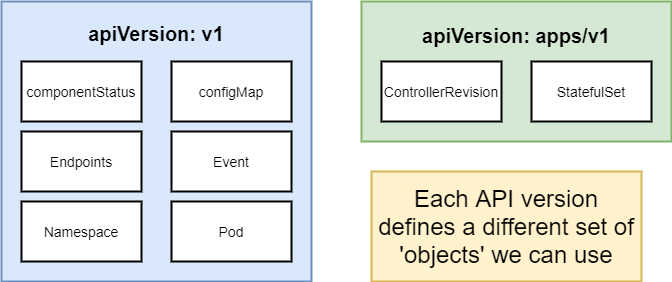 apiVersion: v1
componentStatus
configMap
Endpoints
Event
Namespace
Pod
apiVersion: apps/v1
ControllerRevision
StatefulSet
Each API version
defines a different set of
'objects' we can use